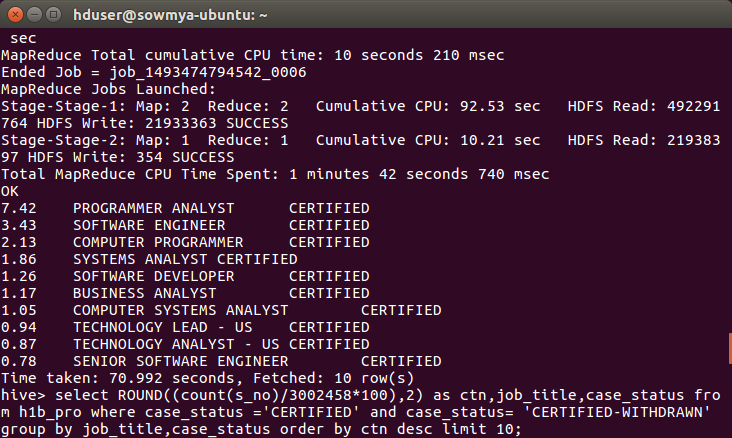 hduser@sowmya-ubuntu: ~
 sec
MapReduce Total cumulative CPU time: 10 seconds 210 msec
Ended Job = job_1493474794542_0006
MapReduce Jobs Launched:
Stage-Stage-1: Map: 2  Reduce: 2   Cumulative CPU: 92.53 sec   HDFS Read: 492291
764 HDFS Write: 21933363 SUCCESS
Stage-Stage-2: Map: 1  Reduce: 1   Cumulative CPU: 10.21 sec   HDFS Read: 219383
97 HDFS Write: 354 SUCCESS
Total MapReduce CPU Time Spent: 1 minutes 42 seconds 740 msec
OK
7.42    PROGRAMMER ANALYST      CERTIFIED
3.43    SOFTWARE ENGINEER       CERTIFIED
2.13    COMPUTER PROGRAMMER     CERTIFIED
1.86    SYSTEMS ANALYST CERTIFIED
1.26    SOFTWARE DEVELOPER      CERTIFIED
1.17    BUSINESS ANALYST        CERTIFIED
1.05    COMPUTER SYSTEMS ANALYST        CERTIFIED
0.94    TECHNOLOGY LEAD - US    CERTIFIED
0.87    TECHNOLOGY ANALYST - US CERTIFIED
0.78    SENIOR SOFTWARE ENGINEER        CERTIFIED
Time taken: 70.992 seconds, Fetched: 10 row(s)
hive> select ROUND((count(s_no)/3002458*100),2) as ctn,job_title,case_status fro
m h1b_pro where case_status ='CERTIFIED' and case_status= 'CERTIFIED-WITHDRAWN'
group by job_title,case_status order by ctn desc limit 10;